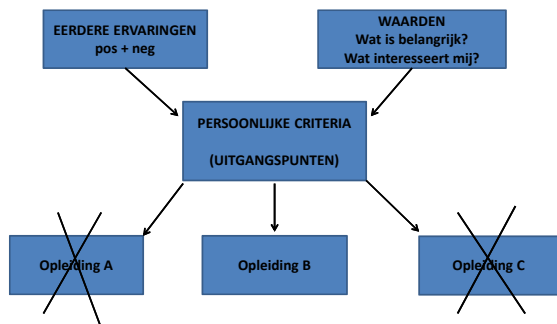 EERDERE ERVARINGEN
pos + neg
WAARDEN
Wat is belangrijk?
Wat interesseert mij?
PERSOONLIJKE CRITERIA
(UITGANGSPUNTEN)
Opleiding A
Opleiding B
Opleiding C